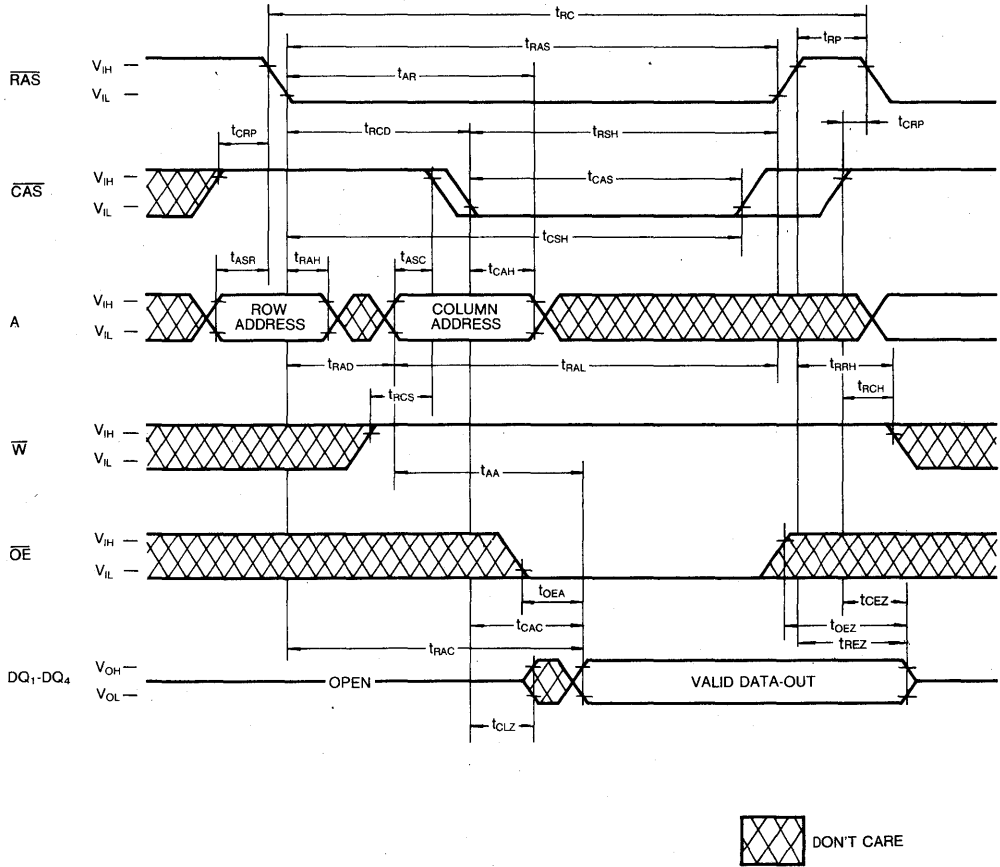 tRC
tRP
tRAS
RAS
VIH
VIL
tAR
tCRP
tRCD
tRSH
tCRP
CAS
VIH
VIL
tCAS
tCSH
tASR
tRAH
tASC
tCAH
A
VIH
VIL
ROW
ADDRESS
COLUMN
ADDRESS
tRAD
tRAL
tRRH
tRCS
tRCH
W
VIH
VIL
tAA
OE
VIH
VIL
tOEA
tCEZ
tCAC
tOEZ
tRAC
tREZ
DQ1-DQ4
VOH
VOL
OPEN
VALID DATA-OUT
tCLZ
DON'T CARE